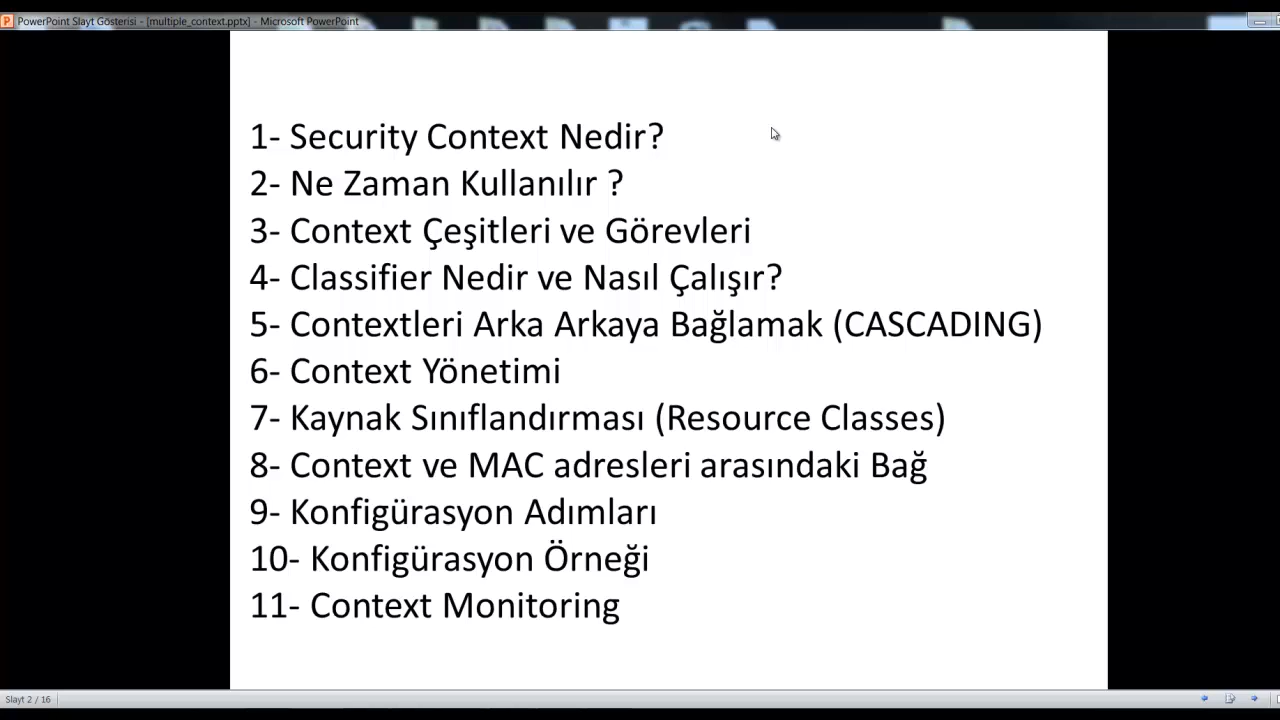 PowerPoint Slayt Gösterisi - [multiple_context.pptx] - Microsoft PowerPoint
1- Security Context Nedir?
2- Ne Zaman Kullanılır ?
3- Context Çeşitleri ve Görevleri
4- Classifier Nedir ve Nasıl Çalışır?
5- Contextleri Arka Arkaya Bağlamak (CASCADING)
6- Context Yönetimi
7- Kaynak Sınıflandırması (Resource Classes)
8- Context ve MAC adresleri arasındaki Bağ
9- Konfigürasyon Adımları
10- Konfigürasyon Örneği
11- Context Monitoring
Slayt 2 / 16